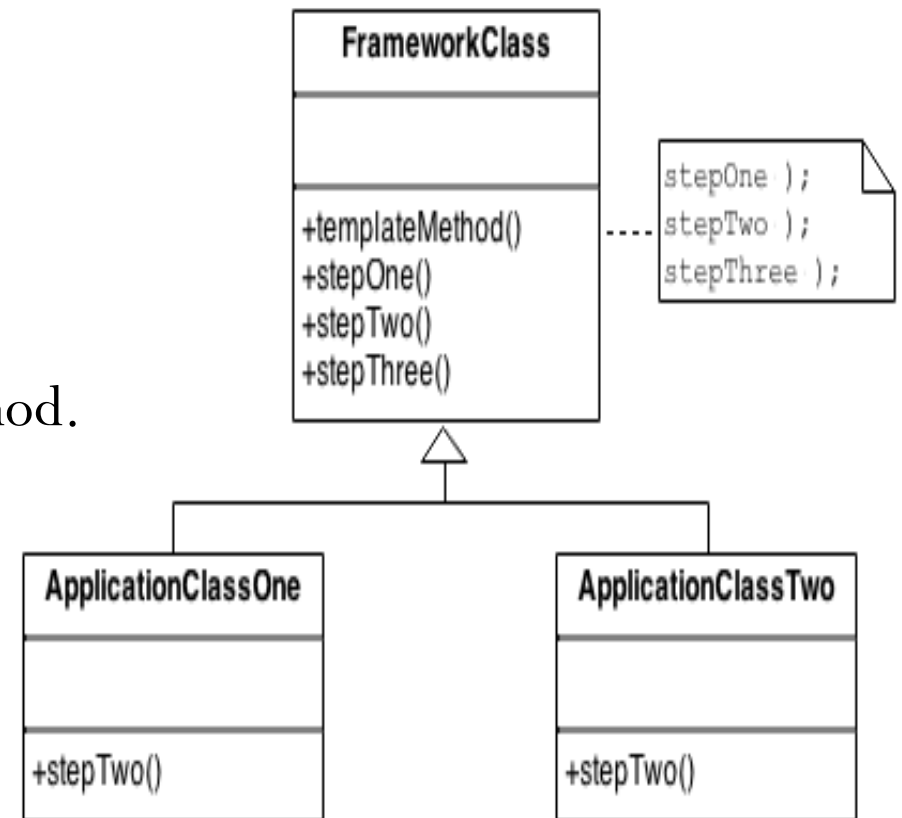 FrameworkClass
+templateMethod()
+stepOne()
+stepTwo()
+stepThree()
stepOne );
stepTwo );
stepThree );
od.
ApplicationClassOne
+stepTwo()
ApplicationClassTwo
+stepTwo()